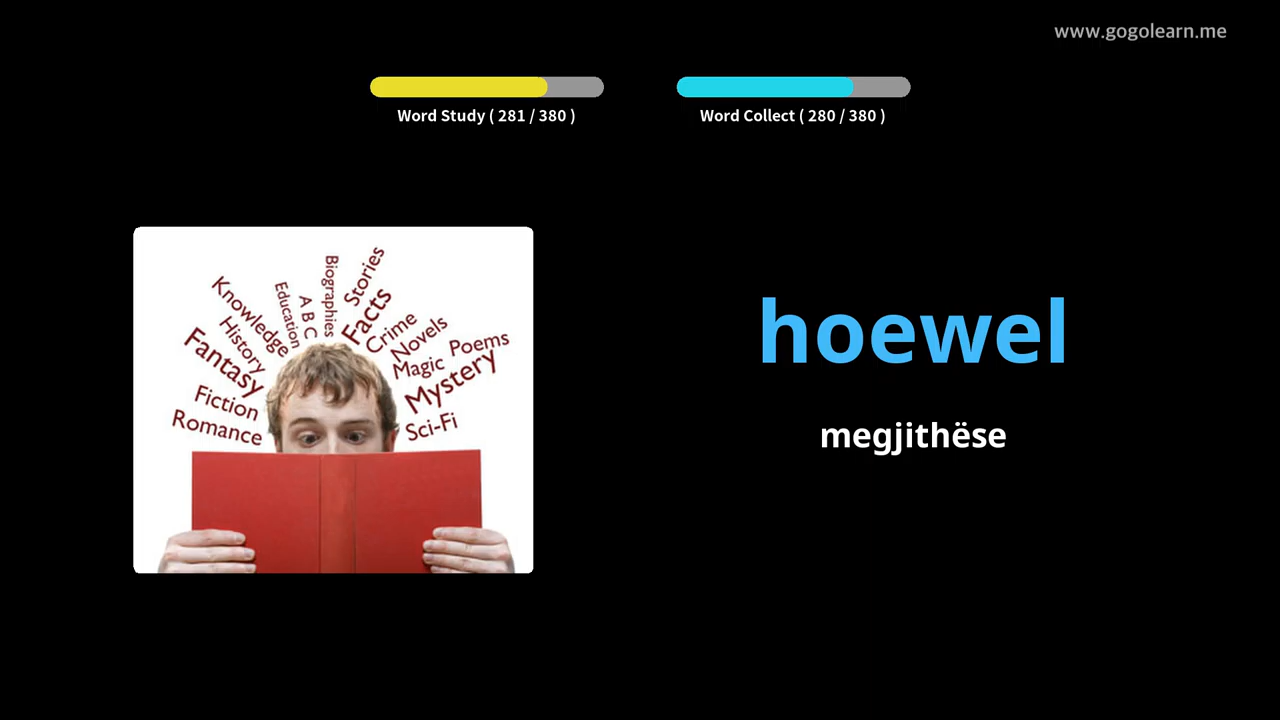 www.gogolearn.me
Word Study ( 281 / 380 )
Word Collect ( 280 / 380 )
Biographies
Stories
Education
A B C
Facts
Knowledge
Crime
History
Novels
Poems
Fantasy
Magic
Mystery
Fiction
Romance
Sci-Fi
hoewel
megjithëse